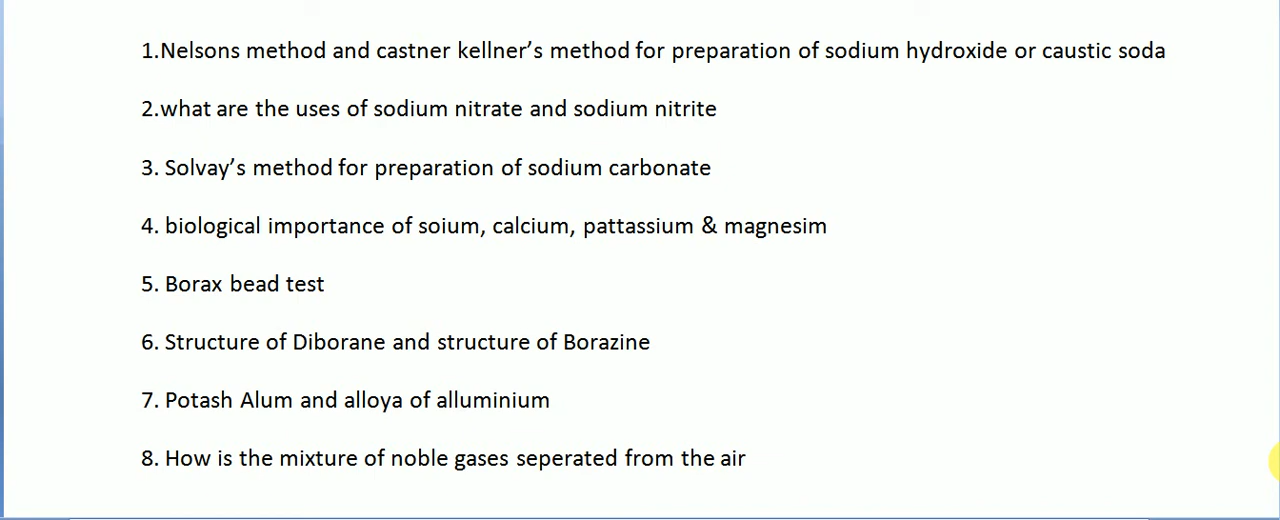 1.Nelsons method and castner kellner’s method for preparation of sodium hydroxide or caustic soda
2.what are the uses of sodium nitrate and sodium nitrite
3. Solvay’s method for preparation of sodium carbonate
4. biological importance of soium, calcium, pattassium & magnesim
5. Borax bead test
6. Structure of Diborane and structure of Borazine
7. Potash Alum and alloya of alluminium
8. How is the mixture of noble gases seperated from the air